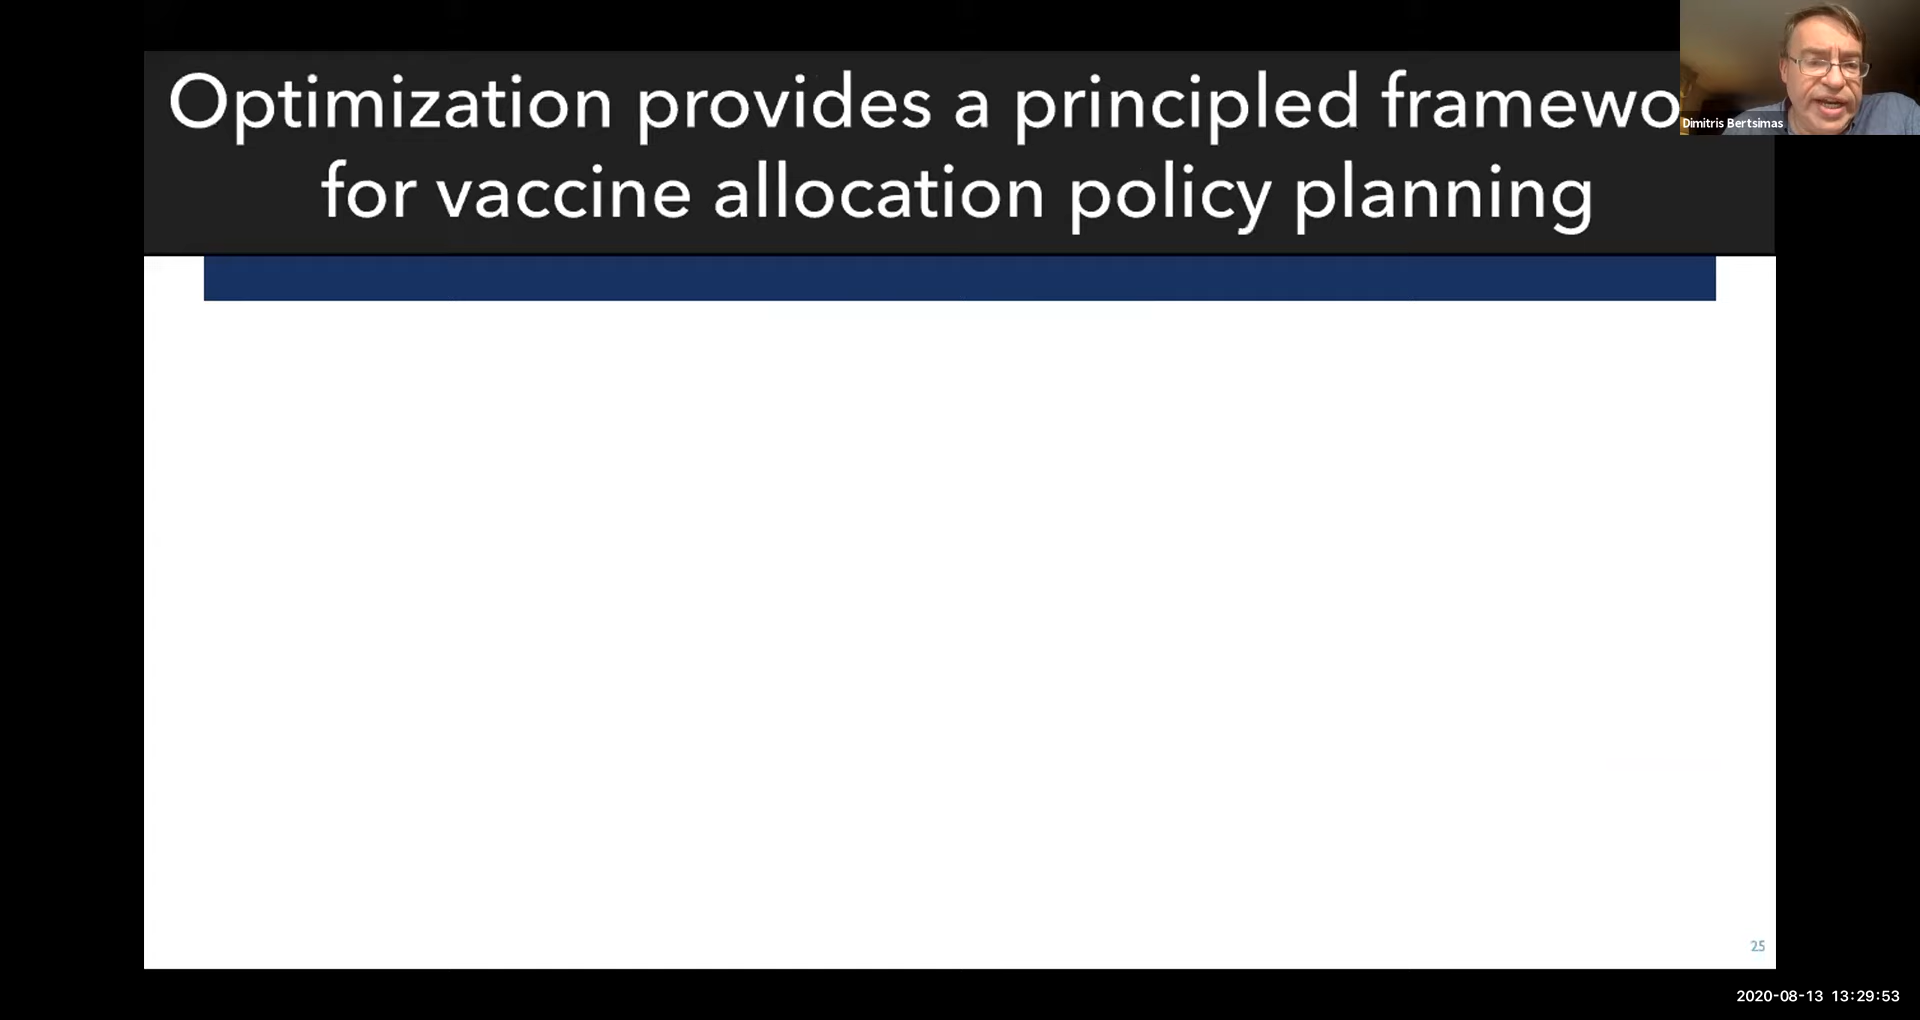 Optimization provides a principled framewo
for vaccine allocation policy planning
Dimitris Bertsimas
25
2020-08-13 13:29:53